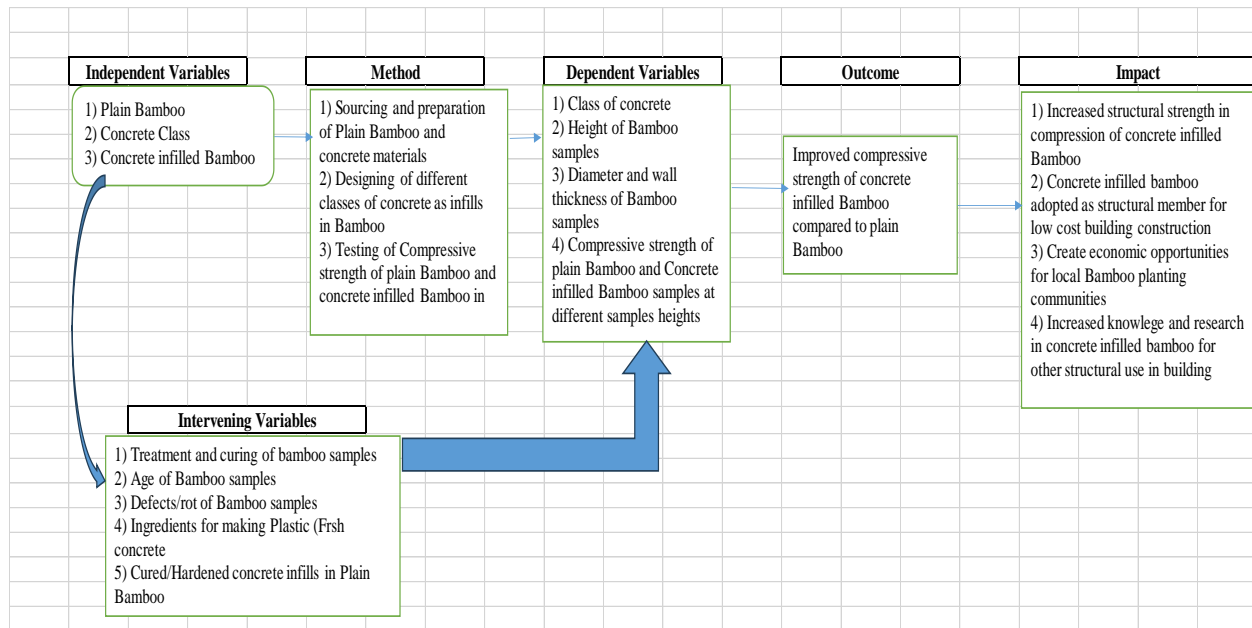 Independent Variables
1) Plain Bamboo
2) Concrete Class
3) Concrete infilled Bamboo
Method
1) Sourcing and preparation
of Plain Bamboo and
concrete materials
2) Designing of different
classes of concrete as infills
in Bamboo
3) Testing of Compressive
strength of plain Bamboo and
concrete infilled Bamboo in
Dependent Variables
1) Class of concrete
2) Height of Bamboo
samples
3) Diameter and wall
thickness of Bamboo
samples
4) Compressive strength of
plain Bamboo and Concrete
infilled Bamboo samples at
different samples heights
Outcome
Improved compressive
strength of concrete
infilled Bamboo
compared to plain
Bamboo
Impact
1) Increased structural strength in
compression of concrete infilled
Bamboo
2) Concrete infilled bamboo
adopted as structural member for
low cost building construction
3) Create economic opportunities
for local Bamboo planting
communities
4) Increased knowlege and research
in concrete infilled bamboo for
other structural use in building
Intervening Variables
1) Treatment and curing of bamboo samples
2) Age of Bamboo samples
3) Defects/rot of Bamboo samples
4) Ingredients for making Plastic (Frsh
concrete
5) Cured/Hardened concrete infills in Plain
Bamboo